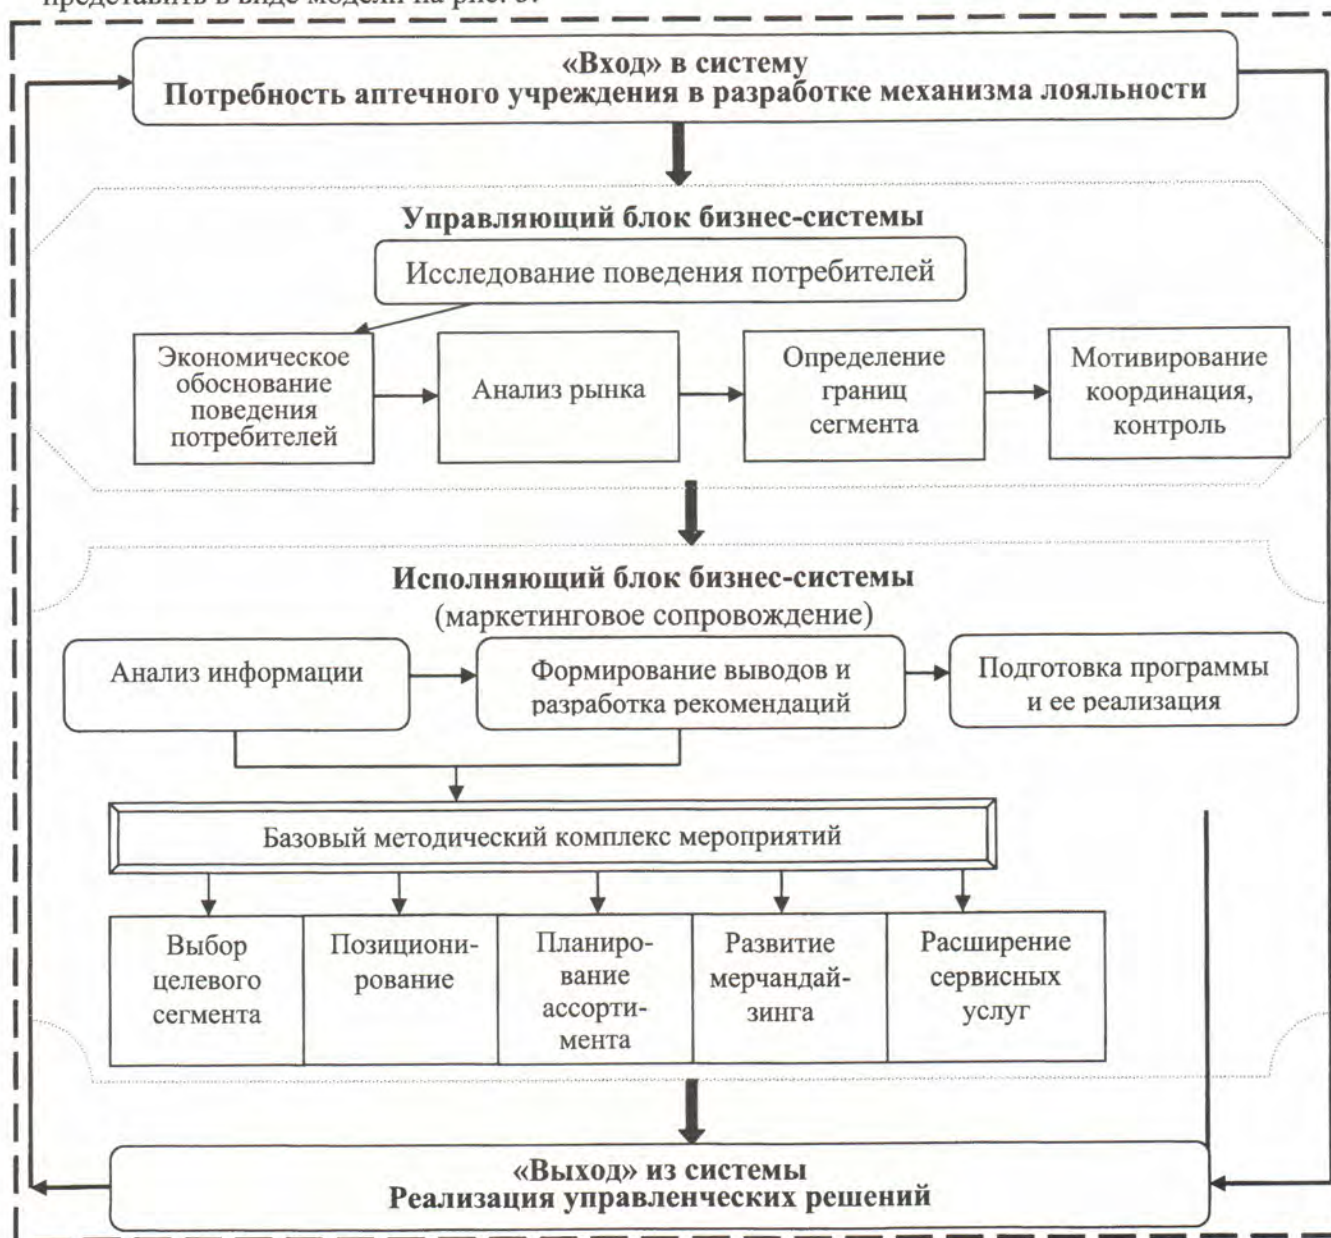 представить в виде модели на рис. 3.
«Вход» в систему
Потребность аптечного учреждения в разработке механизма лояльности
Управляющий блок бизнес-системы
Исследование поведения потребителей
Экономическое
обоснование
поведения
потребителей
Анализ рынка
Определение
границ
сегмента
Мотивирование
координация,
контроль
Исполняющий блок бизнес-системы
(маркетинговое сопровождение)
Анализ информации
Формирование выводов и
разработка рекомендаций
Подготовка программы
и ее реализация
Базовый методический комплекс мероприятий
Выбор
целевого
сегмента
Позициони-
рование
Планиро-
вание
ассорти-
мента
Развитие
мерчандай-
зинга
Расширение
сервисных
услуг
«Выход» из системы
Реализация управленческих решений